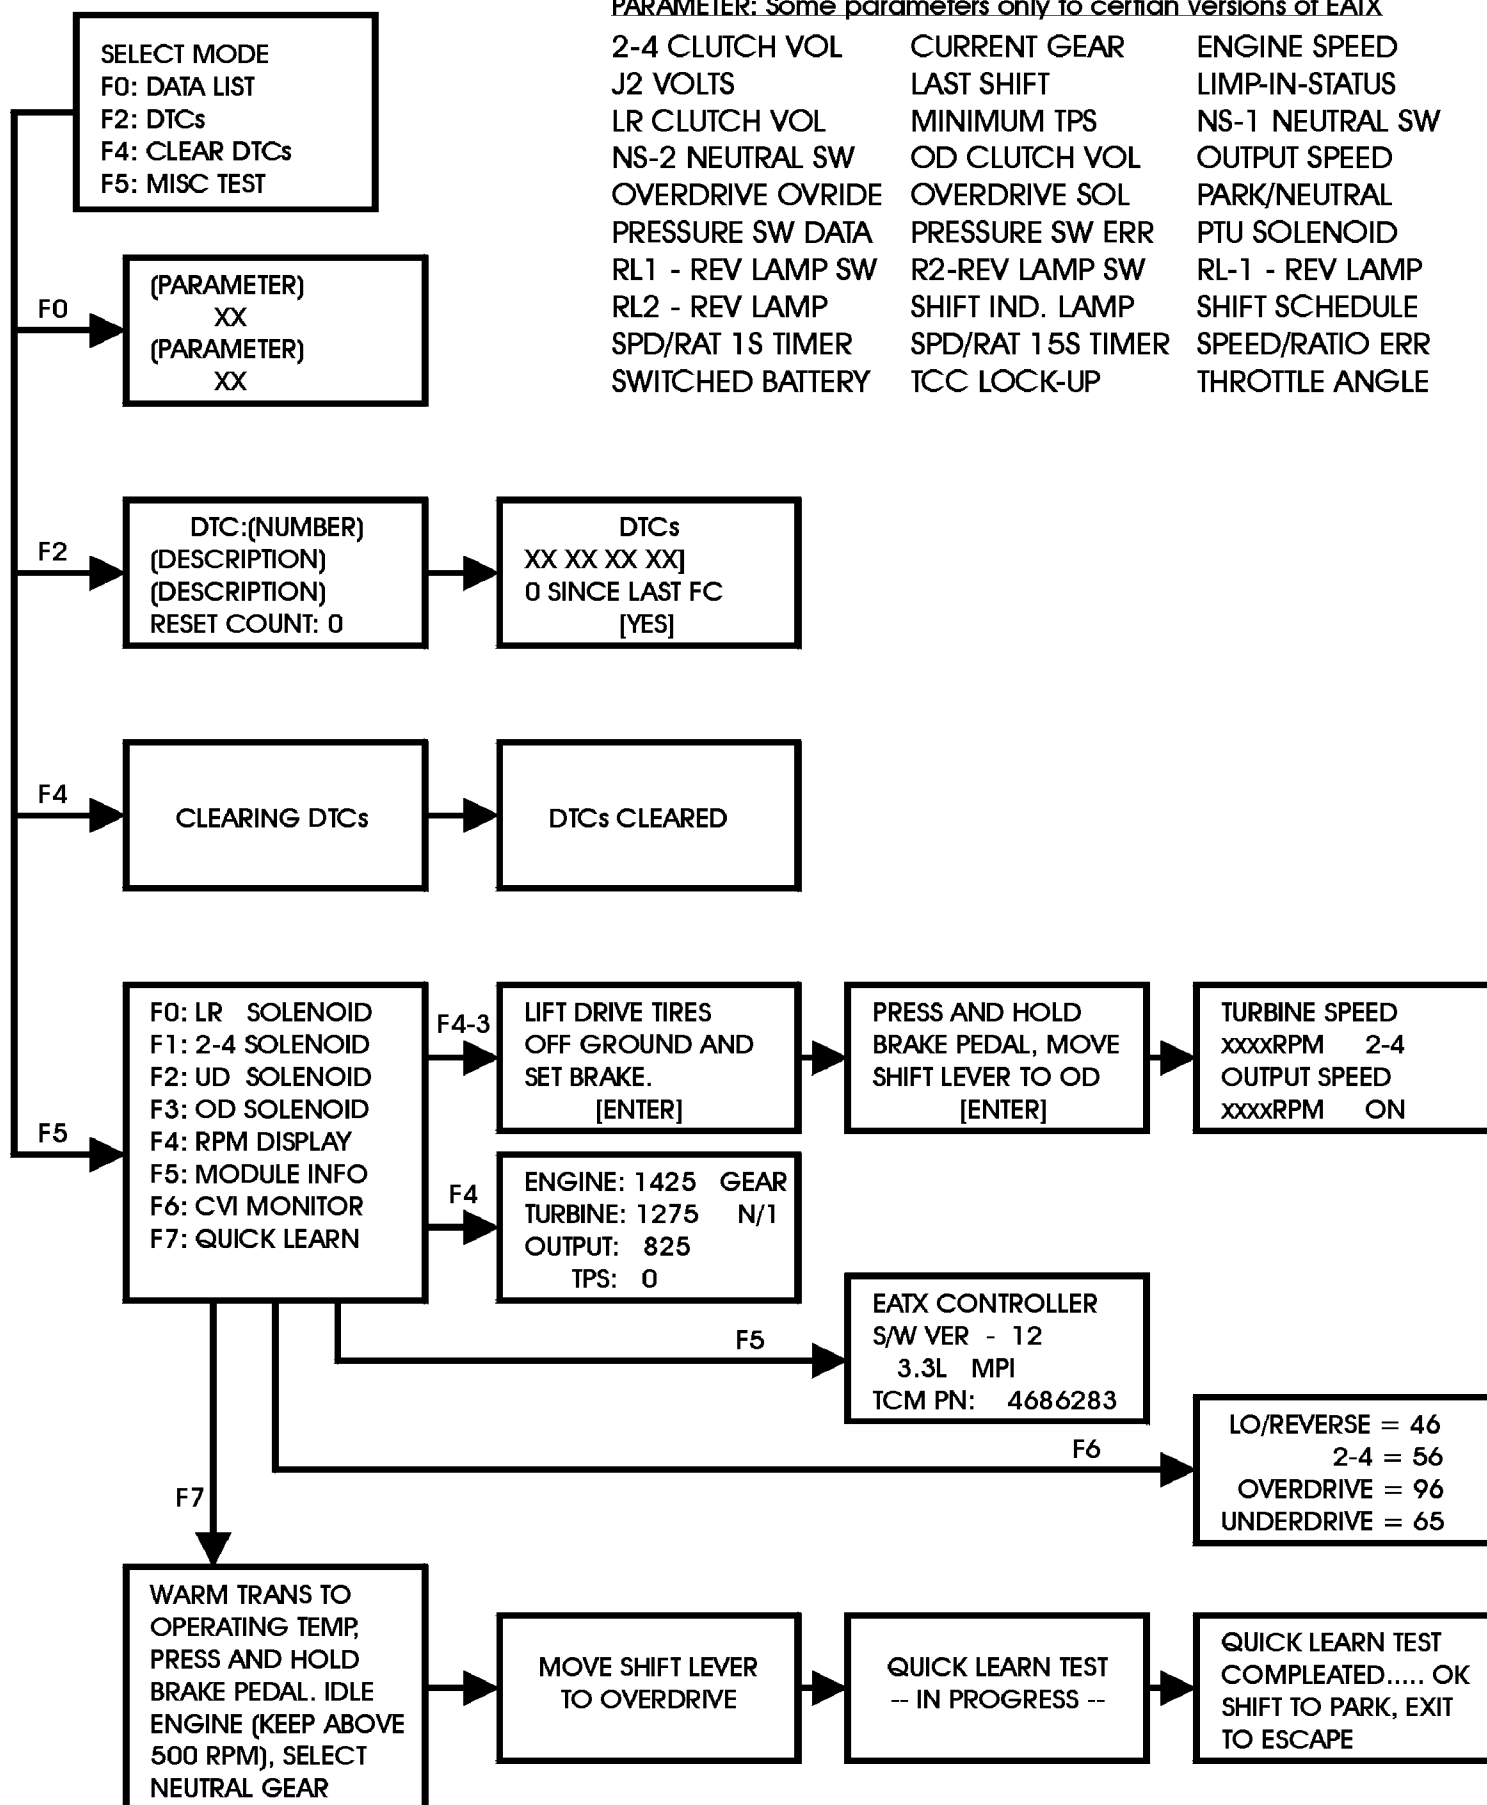 PARAMETER: Some parameters only to certian versions of EATX
2-4 CLUTCH VOL CURRENT GEAR ENGINE SPEED
J2 VOLTS LAST SHIFT LIMP-IN-STATUS
LR CLUTCH VOL MINIMUM TPS NS-1 NEUTRAL SW
NS-2 NEUTRAL SW OD CLUTCH VOL OUTPUT SPEED
OVERDRIVE OVRIDE OVERDRIVE SOL PARK/NEUTRAL
PRESSURE SW DATA PRESSURE SW ERR PTU SOLENOID
RL1 - REV LAMP SW R2-REV LAMP SW RL-1 - REV LAMP
RL2 - REV LAMP SHIFT IND. LAMP SHIFT SCHEDULE
SPD/RAT 1S TIMER SPD/RAT 15S TIMER SPEED/RATIO ERR
SWITCHED BATTERY TCC LOCK-UP THROTTLE ANGLE
SELECT MODE
F0: DATA LIST
F2: DTCs
F4: CLEAR DTCs
F5: MISC TEST
F0
(PARAMETER)
XX
(PARAMETER)
XX
F2
DTC:(NUMBER)
(DESCRIPTION)
(DESCRIPTION)
RESET COUNT: 0
DTCs
XX XX XX XX]
0 SINCE LAST FC
[YES]
F4
CLEARING DTCs
DTCs CLEARED
F5
F0: LR SOLENOID
F1: 2-4 SOLENOID
F2: UD SOLENOID
F3: OD SOLENOID
F4: RPM DISPLAY
F5: MODULE INFO
F6: CVI MONITOR
F7: QUICK LEARN
F4-3
LIFT DRIVE TIRES
OFF GROUND AND
SET BRAKE.
[ENTER]
PRESS AND HOLD
BRAKE PEDAL, MOVE
SHIFT LEVER TO OD
[ENTER]
TURBINE SPEED
xxxxRPM 2-4
OUTPUT SPEED
xxxxRPM ON
F4
ENGINE: 1425 GEAR
TURBINE: 1275 N/1
OUTPUT: 825
TPS: 0
F5
EATX CONTROLLER
S/W VER - 12
3.3L MPI
TCM PN: 4686283
F6
LO/REVERSE = 46
2-4 = 56
OVERDRIVE = 96
UNDERDRIVE = 65
F7
WARM TRANS TO
OPERATING TEMP,
PRESS AND HOLD
BRAKE PEDAL. IDLE
ENGINE (KEEP ABOVE
500 RPM), SELECT
NEUTRAL GEAR
MOVE SHIFT LEVER
TO OVERDRIVE
QUICK LEARN TEST
-- IN PROGRESS --
QUICK LEARN TEST
COMPLEATED..... OK
SHIFT TO PARK, EXIT
TO ESCAPE